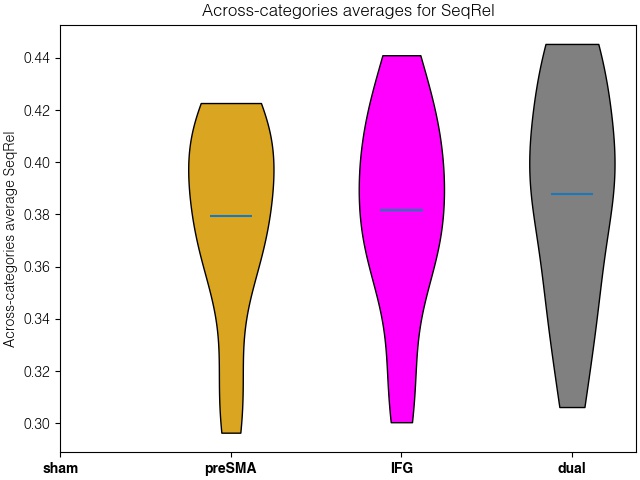 Across-categories averages for SeqRel
Across-categories average SeqRel
0.44
0.42
0.40
0.38
0.36
0.34
0.32
0.30
sham preSMA IFG dual